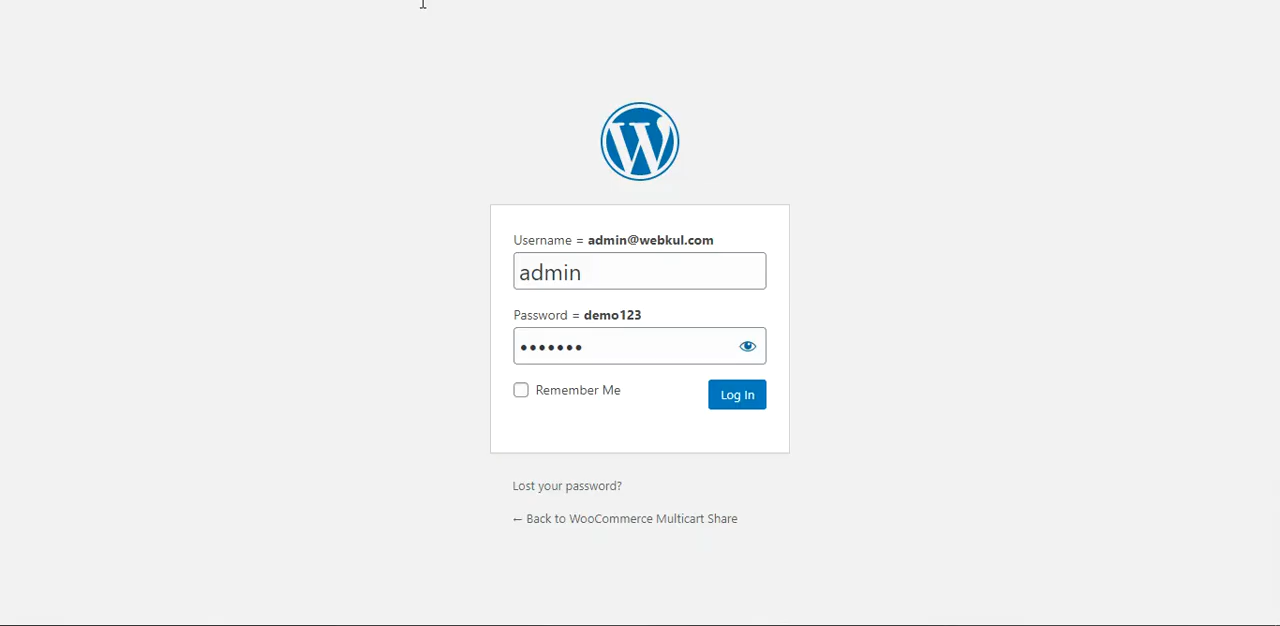 Username = admin@webkul.com
admin
Password = demo123
•••••••
Remember Me
Log In
Lost your password?
← Back to WooCommerce Multicart Share